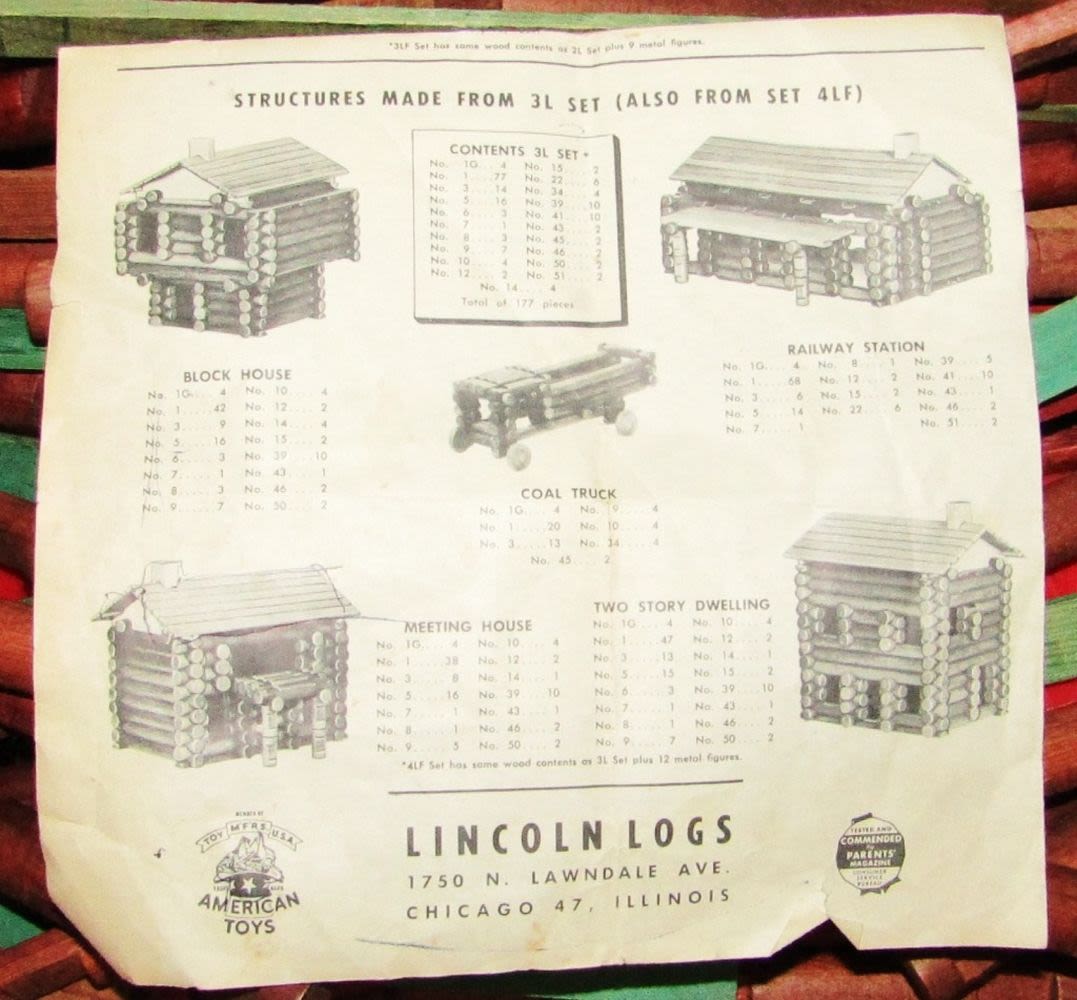 *3LF Set has same wood contents as 2L Set plus 9 metal figures.
STRUCTURES MADE FROM 3L SET (ALSO FROM SET 4LF)
CONTENTS 3L SET *
No. 1G... 4 No. 15... 2
No. 1....77 No. 22.... 6
No. 3.... 14 No. 34.... 4
No. 5.... 16 No. 39....10
No. 6.... 3 No. 41....10
No. 7.... 1 No. 43.... 2
No. 8.... 3 No. 45.... 2
No. 9.... 7 No. 46.... 2
No. 10.... 4 No. 50... 2
No. 12.... 2 No. 51.... 2
No. 14.... 4
Total of 177 pieces
BLOCK HOUSE
No. 1G.... 4 No. 10 4
No. 1.....42 No. 12 2
No. 3 9 No. 14.... 4
No. 5.....16 No. 15.... 2
No. 6..... 3 No. 39....10
No. 7..... 1 No. 43.... 1
No. 8.... 3 No. 46 2
No. 9.... 7 No. 50.... 2
RAILWAY STATION
No. 1G.... 4 No. 8.... 1 No. 39.... 5
No. 1.....68 No. 12... 2 No. 41....10
No. 3.... 6 No. 15 2 No. 43.... 1
No. 5..... 14 No. 22.... 6 No. 46... 2
No. 7..... 1 No. 51.... 2
COAL TRUCK
No. 1G.... 4 No. 9..... 4
No. 1.....20 No. 10.... 4
No. 3.....13 No. 34.... 4
No. 45.... 2
MEETING HOUSE
No. 1G.... 4 No. 10.... 4
No. 1 38 No. 12.... 2
No. 3 8 No. 14.... 1
No. 5.....16 No. 39....10
No. 7..... 1 No. 43.... 1
No. 8..... 1 No. 46.... 2
No. 9.... 5 No. 50.... 2
TWO STORY DWELLING
No. 1G.... 4 No. 10.... 4
No. 1.....47 No. 12.... 2
No. 3.....13 No. 14.... 1
No. 5.....15 No. 15.... 2
No. 6.... 3 No. 39....10
No. 7..... 1 No. 43.... 1
No. 8..... 1 No. 46.... 2
No. 9..... 7 No. 50.... 2
*4LF Set has same wood contents as 3L Set plus 12 metal figures.
MEMBER OF
TOY M'F'R'S. U.S.A.
AMERICAN
TOYS
LINCOLN LOGS
1750 N. LAWNDALE AVE.
CHICAGO 47, ILLINOIS
TESTED AND
COMMENDED
by
PARENTS'
MAGAZINE
CONSUMER
SERVICE
BUREAU